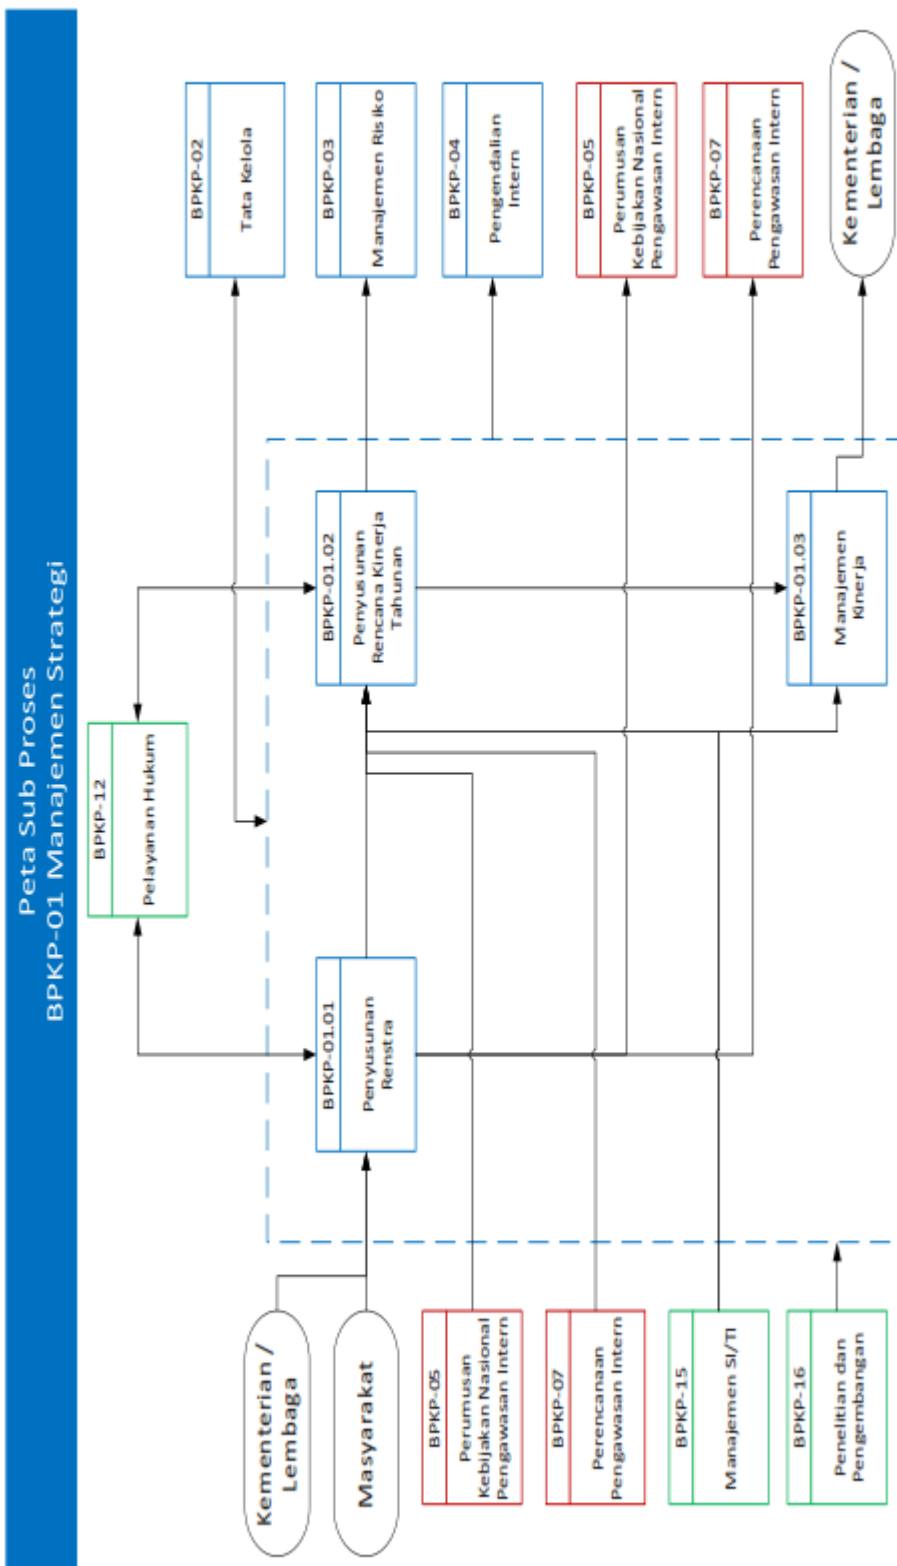 Peta Sub Proses
BPKP-01 Manajemen Strategi
BPKP-12
Pelayanan Hukum
Kementerian /
Lembaga
Masyarakat
BPKP-05
Perumusan
Kebijakan Nasional
Pengawasan Intern
BPKP-07
Perencanaan
Pengawasan Intern
BPKP-15
Manajemen SI/TI
BPKP-16
Penelitian dan
Pengembangan
BPKP-01.01
Penyusunan
Renstra
BPKP-01.02
Penyusunan
Rencana Kinerja
Tahunan
BPKP-01.03
Manajemen
Kinerja
BPKP-02
Tata Kelola
BPKP-03
Manajemen Risiko
BPKP-04
Pengendalian
Intern
BPKP-05
Perumusan
Kebijakan Nasional
Pengawasan Intern
BPKP-07
Perencanaan
Pengawasan Intern
Kementerian /
Lembaga